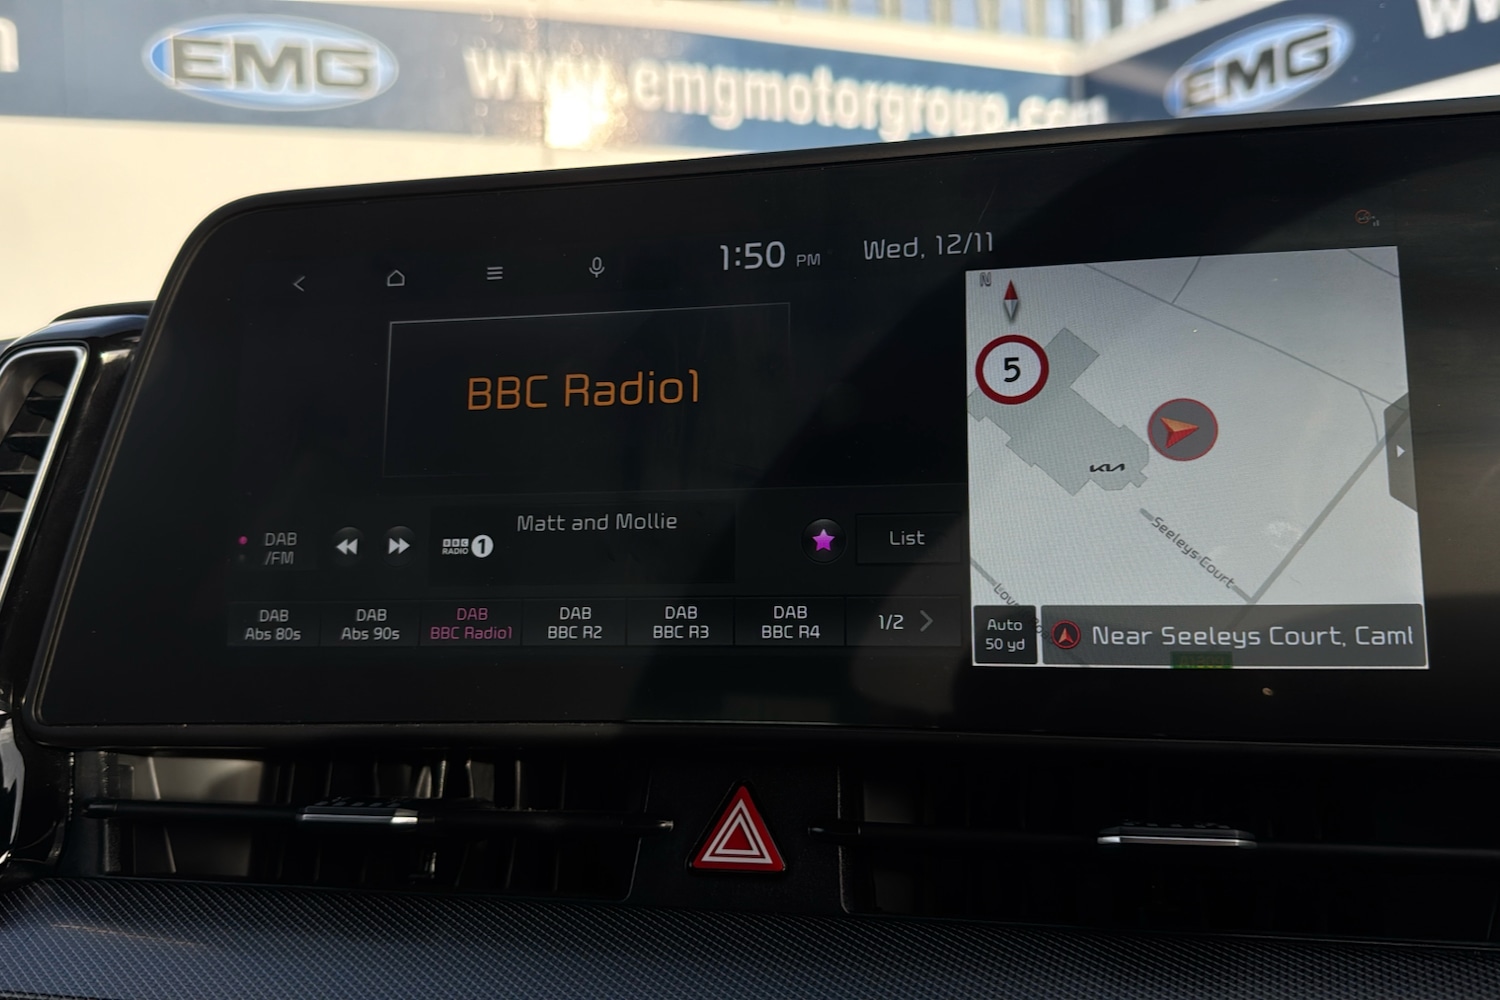 EMG
www.emgmotorgroup.com
EMG
1:50 PM
Wed, 12/11
BBC Radio1
N
5
KIA
Seeleys Court
DAB
/FM
BBC
RADIO 1
Matt and Mollie
List
DAB
Abs 80s
DAB
Abs 90s
DAB
BBC Radio1
DAB
BBC R2
DAB
BBC R3
DAB
BBC R4
1/2
Auto
50 yd
Near Seeleys Court, Caml